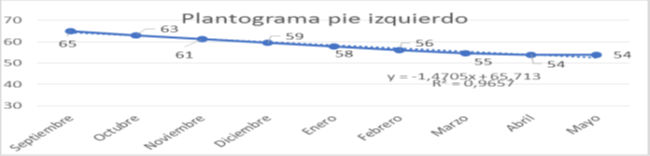 Plantograma pie izquierdo
70
60
50
40
30
65
63
61
59
58
56
55
54
54
y = -1,4705x + 65,713
R² = 0,9657
Septiembre
Octubre
Noviembre
Diciembre
Enero
Febrero
Marzo
Abril
Mayo